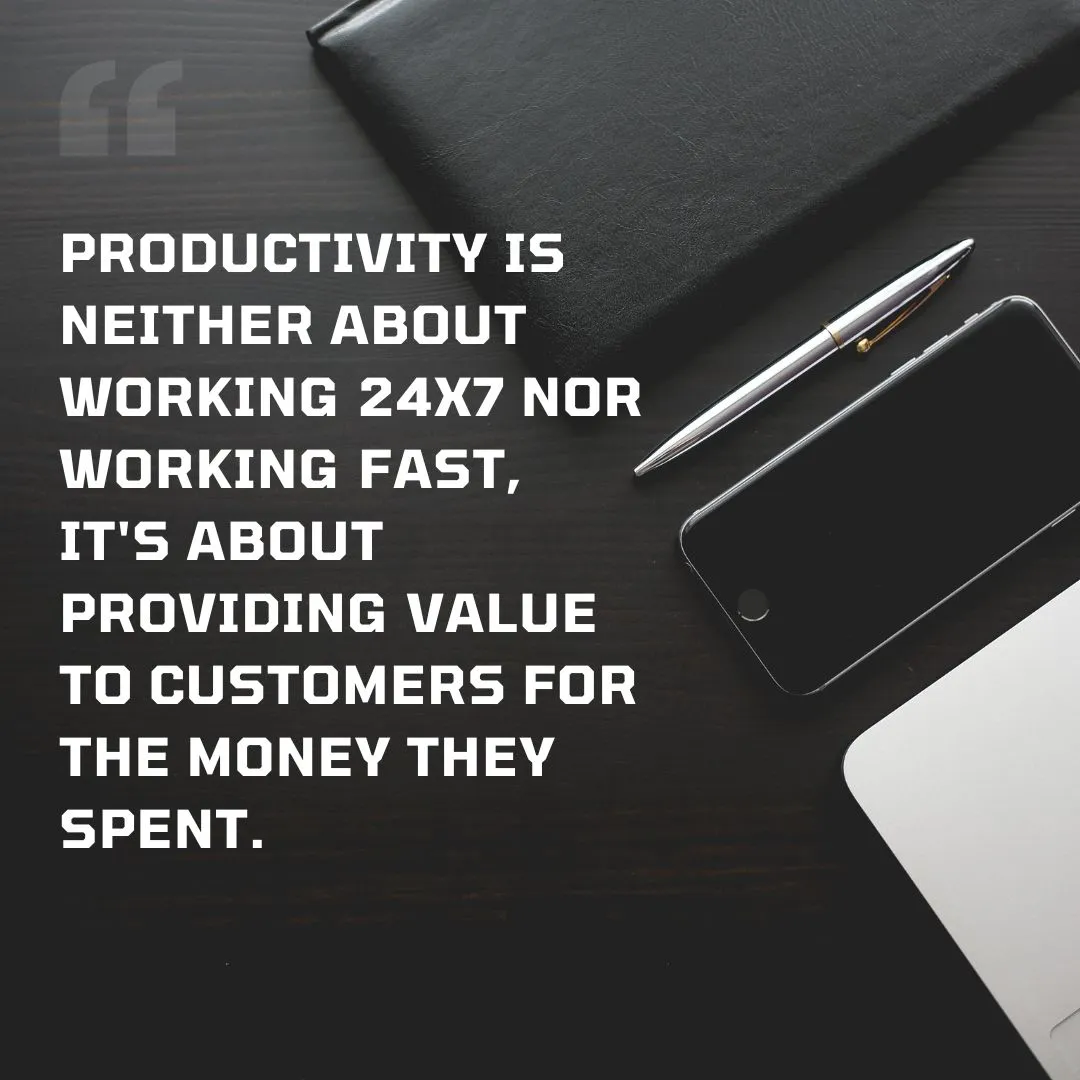 PRODUCTIVITY IS
NEITHER ABOUT
WORKING 24X7 NOR
WORKING FAST,
IT'S ABOUT
PROVIDING VALUE
TO CUSTOMERS FOR
THE MONEY THEY
SPENT.